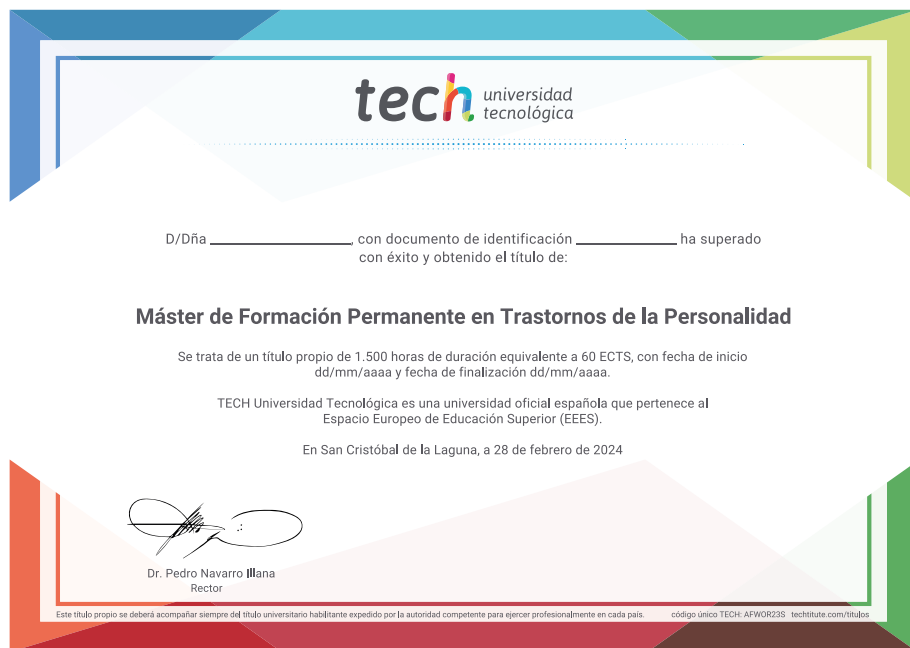 tech universidad
tecnológica
D/Dña ______________, con documento de identificación __________ ha superado
con éxito y obtenido el título de:
Máster de Formación Permanente en Trastornos de la Personalidad
Se trata de un título propio de 1.500 horas de duración equivalente a 60 ECTS, con fecha de inicio
dd/mm/aaaa y fecha de finalización dd/mm/aaaa.
TECH Universidad Tecnológica es una universidad oficial española que pertenece al
Espacio Europeo de Educación Superior (EEES).
En San Cristóbal de la Laguna, a 28 de febrero de 2024
Dr. Pedro Navarro Illana
Rector
Este título propio se deberá acompañar siempre del título universitario habilitante expedido por la autoridad competente para ejercer profesionalmente en cada país. código único TECH: AFWOR23S techtitute.com/titulos